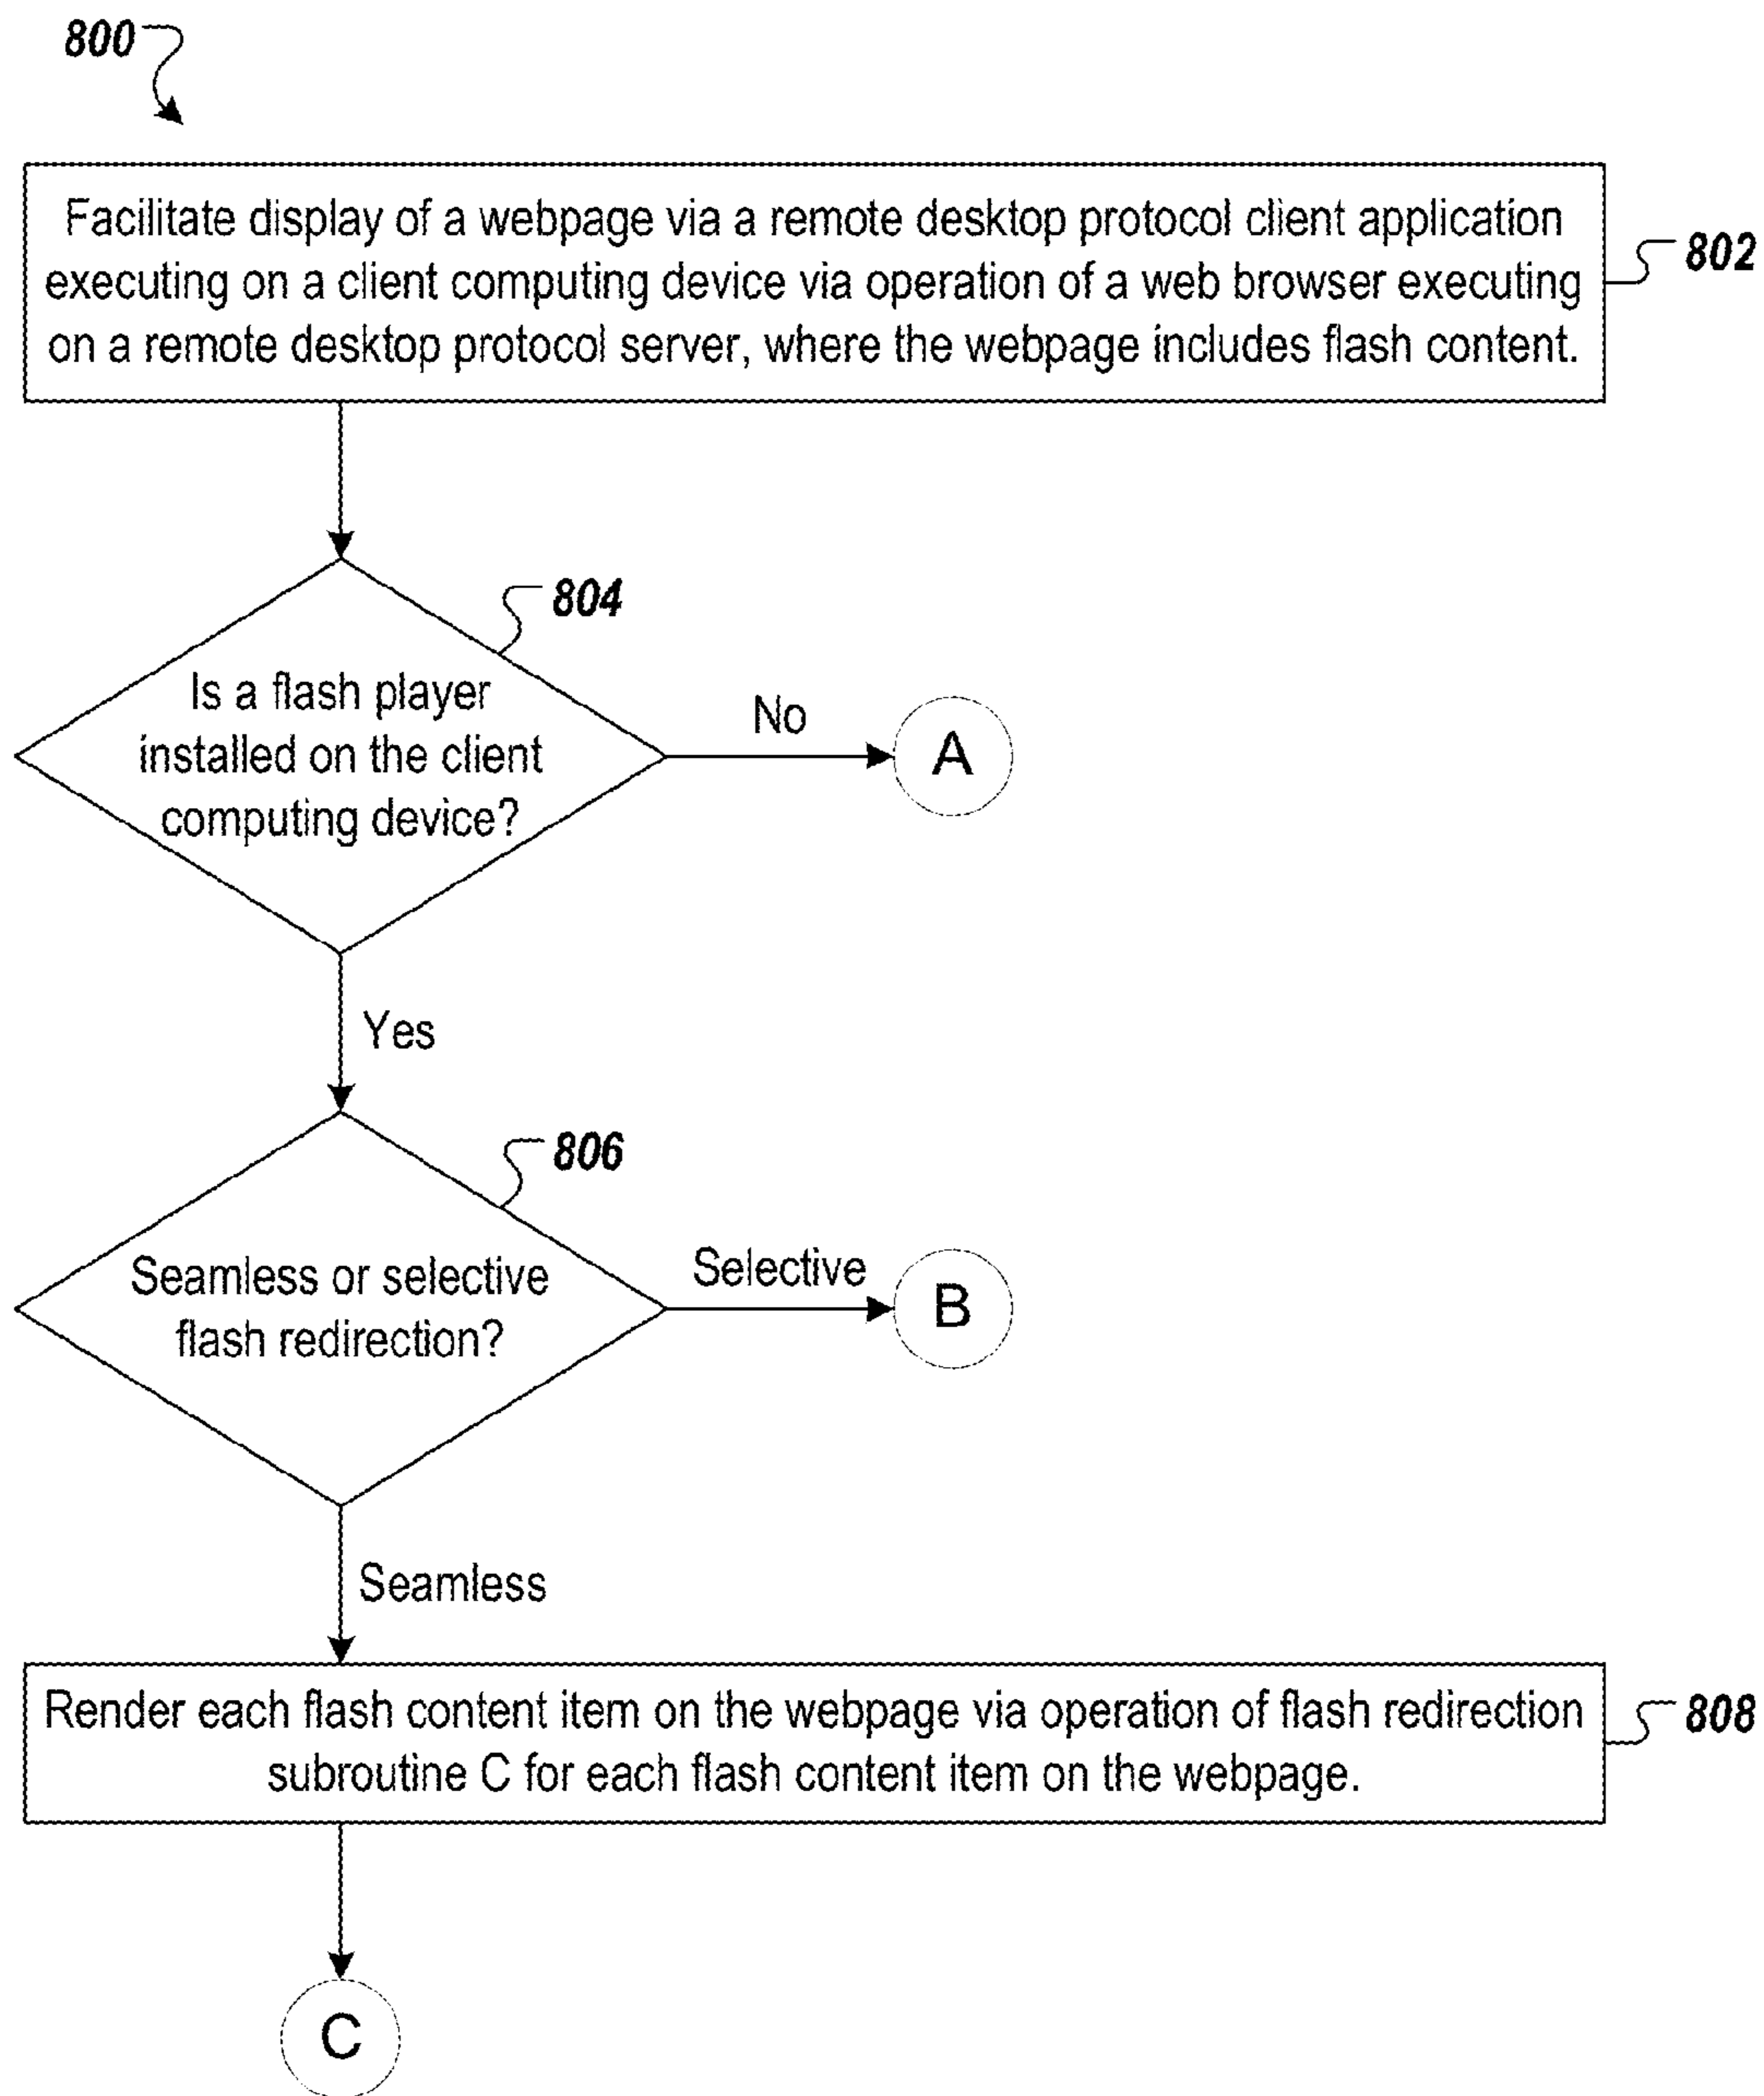 800
Facilitate display of a webpage via a remote desktop protocol client application
executing on a client computing device via operation of a web browser executing
on a remote desktop protocol server, where the webpage includes flash content.
802
804
Is a flash player
installed on the client
computing device?
No
A
Yes
806
Seamless or selective
flash redirection?
Selective
B
Seamless
Render each flash content item on the webpage via operation of flash redirection
subroutine C for each flash content item on the webpage.
808
C